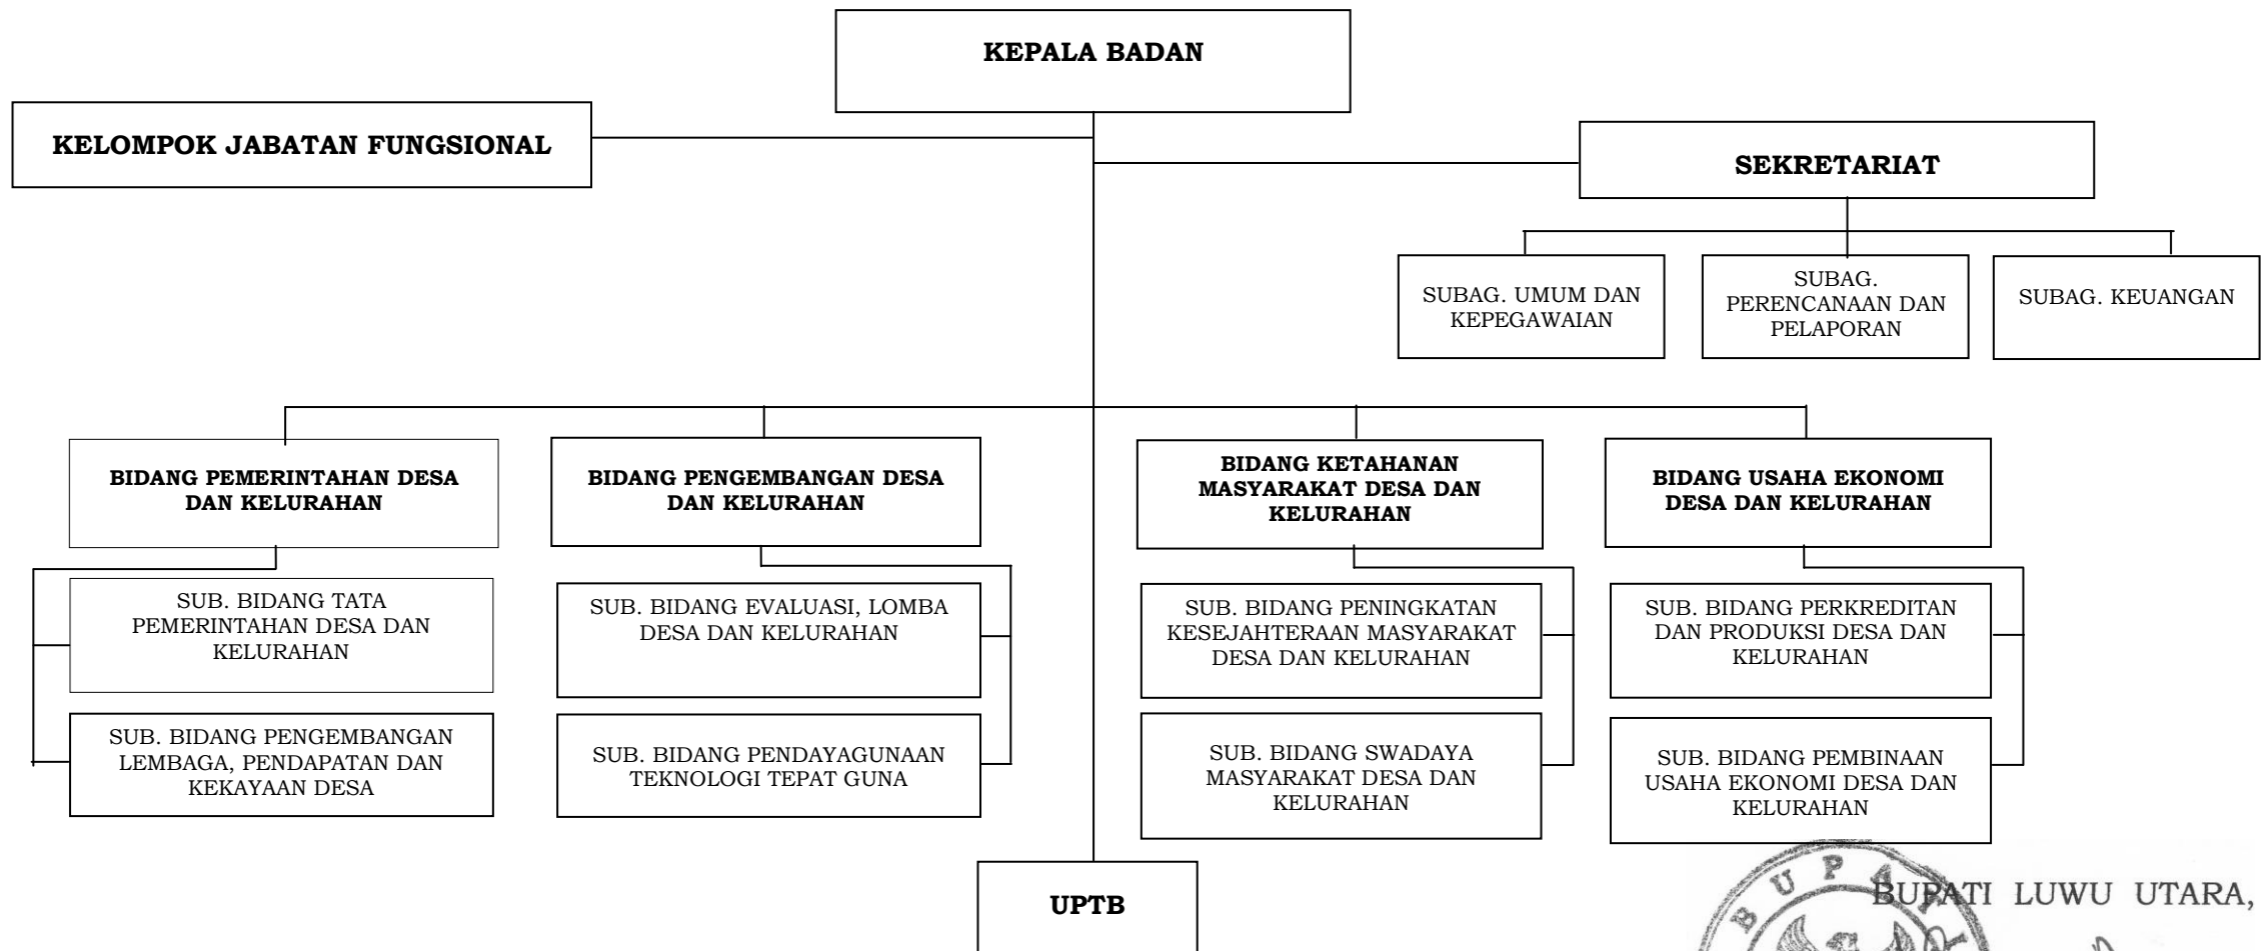 KEPALA BADAN
KELOMPOK JABATAN FUNGSIONAL
SEKRETARIAT
SUBAG. UMUM DAN
KEPEGAWAIAN
SUBAG.
PERENCANAAN DAN
PELAPORAN
SUBAG. KEUANGAN
BIDANG PEMERINTAHAN DESA
DAN KELURAHAN
BIDANG PENGEMBANGAN DESA
DAN KELURAHAN
BIDANG KETAHANAN
MASYARAKAT DESA DAN
KELURAHAN
BIDANG USAHA EKONOMI
DESA DAN KELURAHAN
SUB. BIDANG TATA
PEMERINTAHAN DESA DAN
KELURAHAN
SUB. BIDANG EVALUASI, LOMBA
DESA DAN KELURAHAN
SUB. BIDANG PENINGKATAN
KESEJAHTERAAN MASYARAKAT
DESA DAN KELURAHAN
SUB. BIDANG PERKREDITAN
DAN PRODUKSI DESA DAN
KELURAHAN
SUB. BIDANG PENGEMBANGAN
LEMBAGA, PENDAPATAN DAN
KEKAYAAN DESA
SUB. BIDANG PENDAYAGUNAAN
TEKNOLOGI TEPAT GUNA
SUB. BIDANG SWADAYA
MASYARAKAT DESA DAN
KELURAHAN
SUB. BIDANG PEMBINAAN
USAHA EKONOMI DESA DAN
KELURAHAN
UPTB
BUPATI LUWU UTARA,
BUPATI